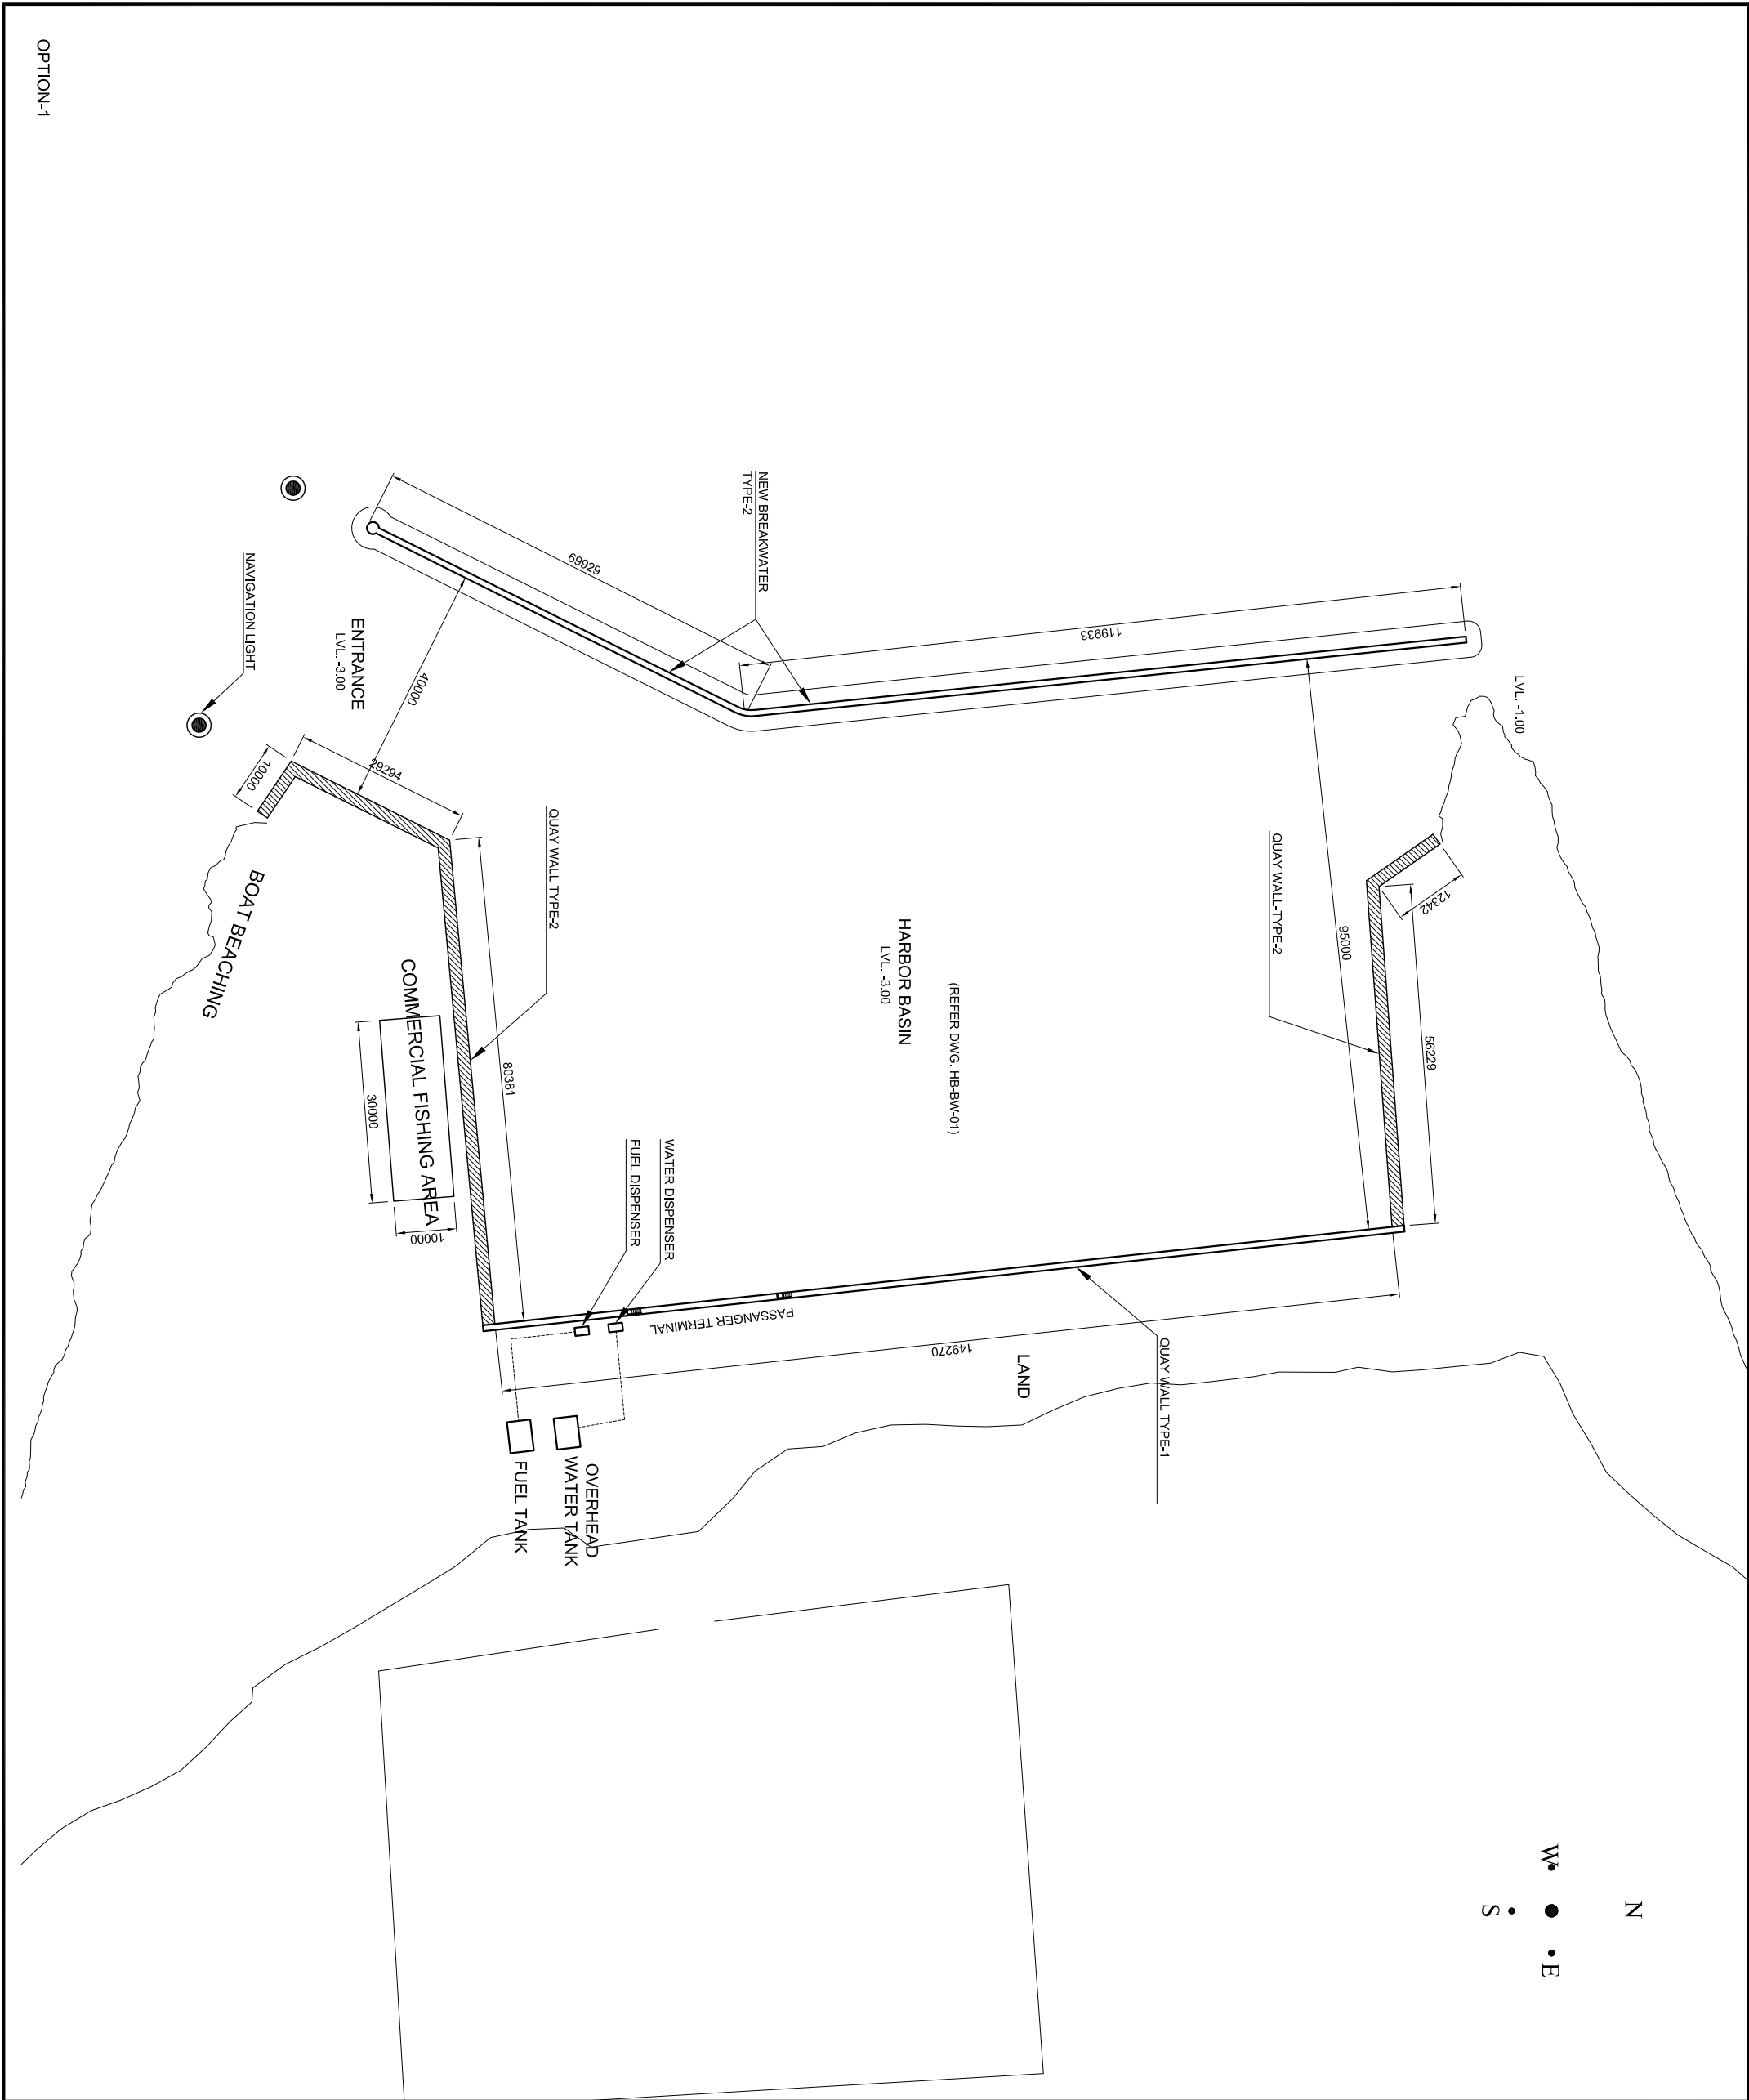 OPTION-1
NEW BREAKWATER
TYPE-2
NAVIGATION LIGHT
ENTRANCE
LVL. -3.00
69929
119933
40000
LVL. -1.00
10000
29294
QUAY WALL TYPE-2
QUAY WALL-TYPE-2
12342
95000
56229
HARBOR BASIN
LVL. -3.00
(REFER DWG. HB-BW-01)
BOAT BEACHING
COMMERCIAL FISHING AREA
30000
10000
80381
FUEL DISPENSER
WATER DISPENSER
PASSANGER TERMINAL
149270
LAND
QUAY WALL TYPE-1
FUEL TANK
OVERHEAD
WATER TANK
N
W
E
S